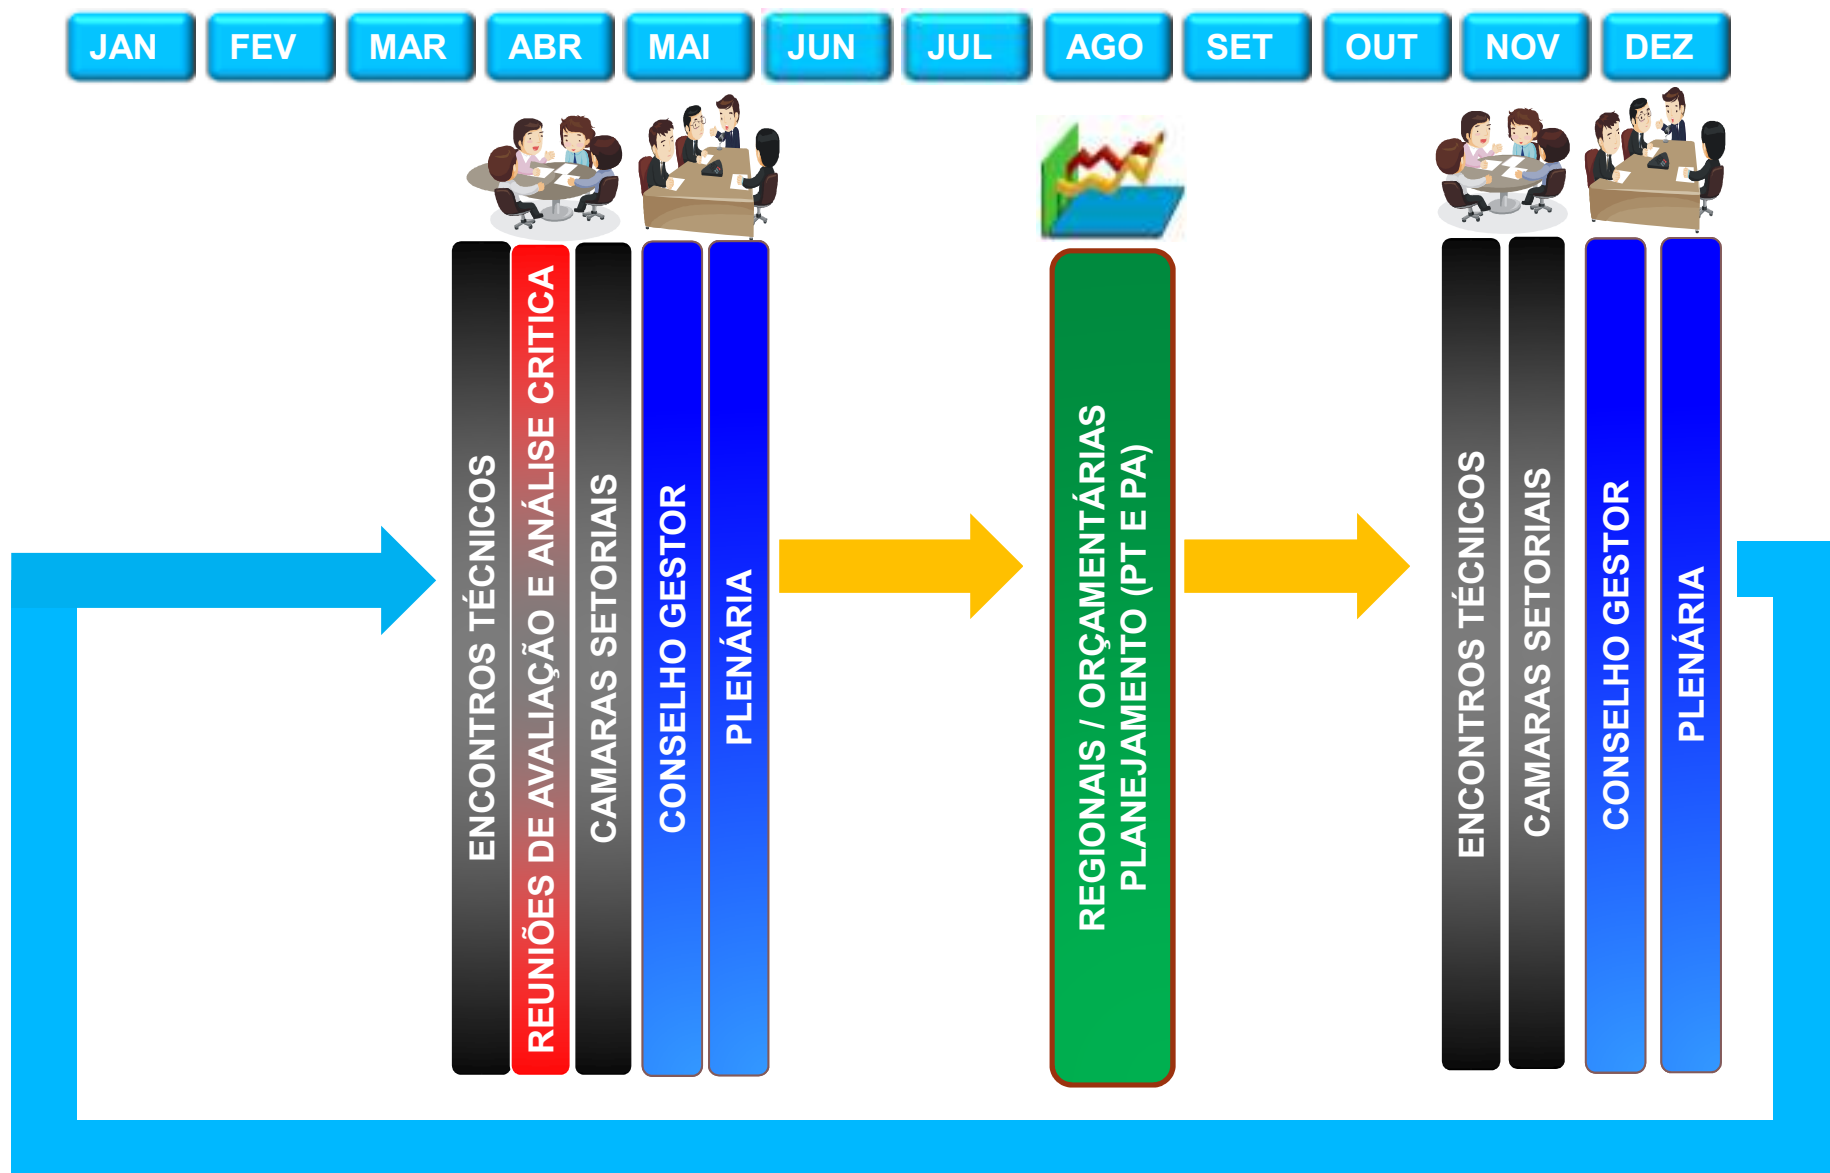 JAN
FEV
MAR
ABR
MAI
JUN
JUL
AGO
SET
OUT
NOV
DEZ
ENCONTROS TÉCNICOS
REUNIÕES DE AVALIAÇÃO E ANÁLISE CRITICA
CAMARAS SETORIAIS
CONSELHO GESTOR
PLENÁRIA
REGIONAIS / ORÇAMENTÁRIAS
PLANEJAMENTO (PT E PA)
ENCONTROS TÉCNICOS
CAMARAS SETORIAIS
CONSELHO GESTOR
PLENÁRIA